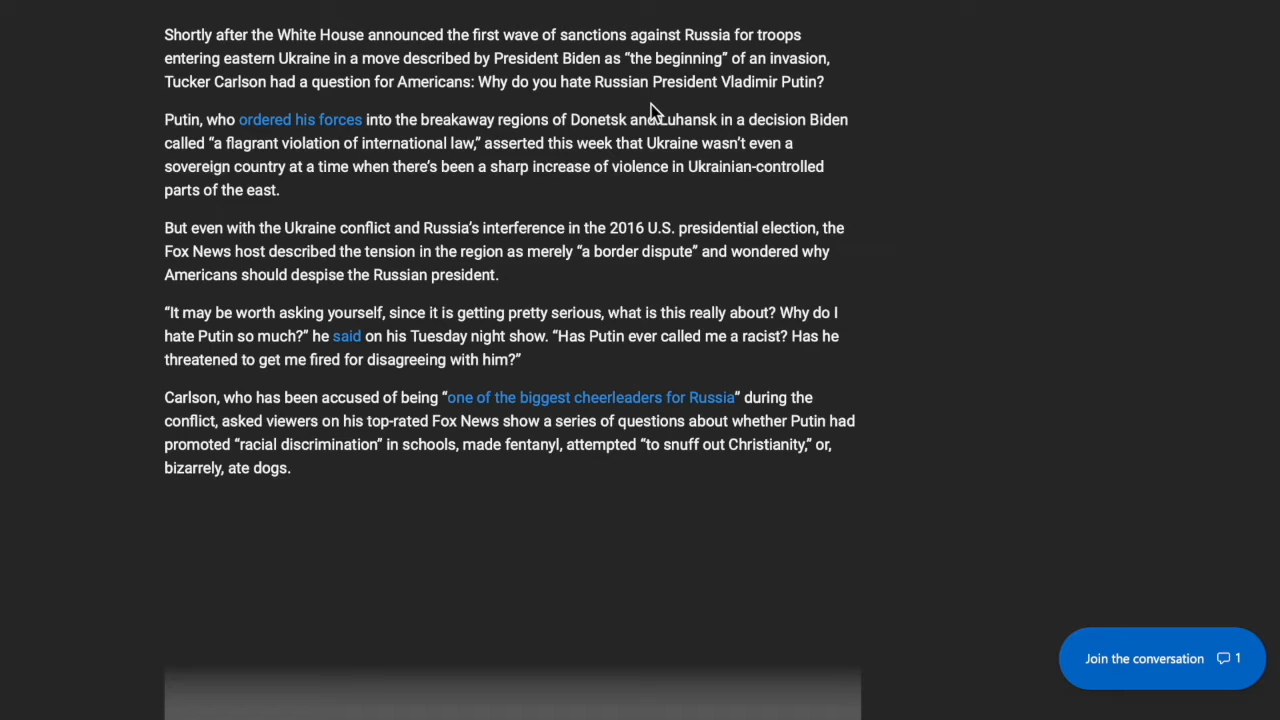 Shortly after the White House announced the first wave of sanctions against Russia for troops
entering eastern Ukraine in a move described by President Biden as “the beginning” of an invasion,
Tucker Carlson had a question for Americans: Why do you hate Russian President Vladimir Putin?
Putin, who ordered his forces into the breakaway regions of Donetsk and Luhansk in a decision Biden
called “a flagrant violation of international law,” asserted this week that Ukraine wasn’t even a
sovereign country at a time when there’s been a sharp increase of violence in Ukrainian-controlled
parts of the east.
But even with the Ukraine conflict and Russia’s interference in the 2016 U.S. presidential election, the
Fox News host described the tension in the region as merely “a border dispute” and wondered why
Americans should despise the Russian president.
“It may be worth asking yourself, since it is getting pretty serious, what is this really about? Why do I
hate Putin so much?” he said on his Tuesday night show. “Has Putin ever called me a racist? Has he
threatened to get me fired for disagreeing with him?”
Carlson, who has been accused of being “one of the biggest cheerleaders for Russia” during the
conflict, asked viewers on his top-rated Fox News show a series of questions about whether Putin had
promoted “racial discrimination” in schools, made fentanyl, attempted “to snuff out Christianity,” or,
bizarrely, ate dogs.
Join the conversation 1